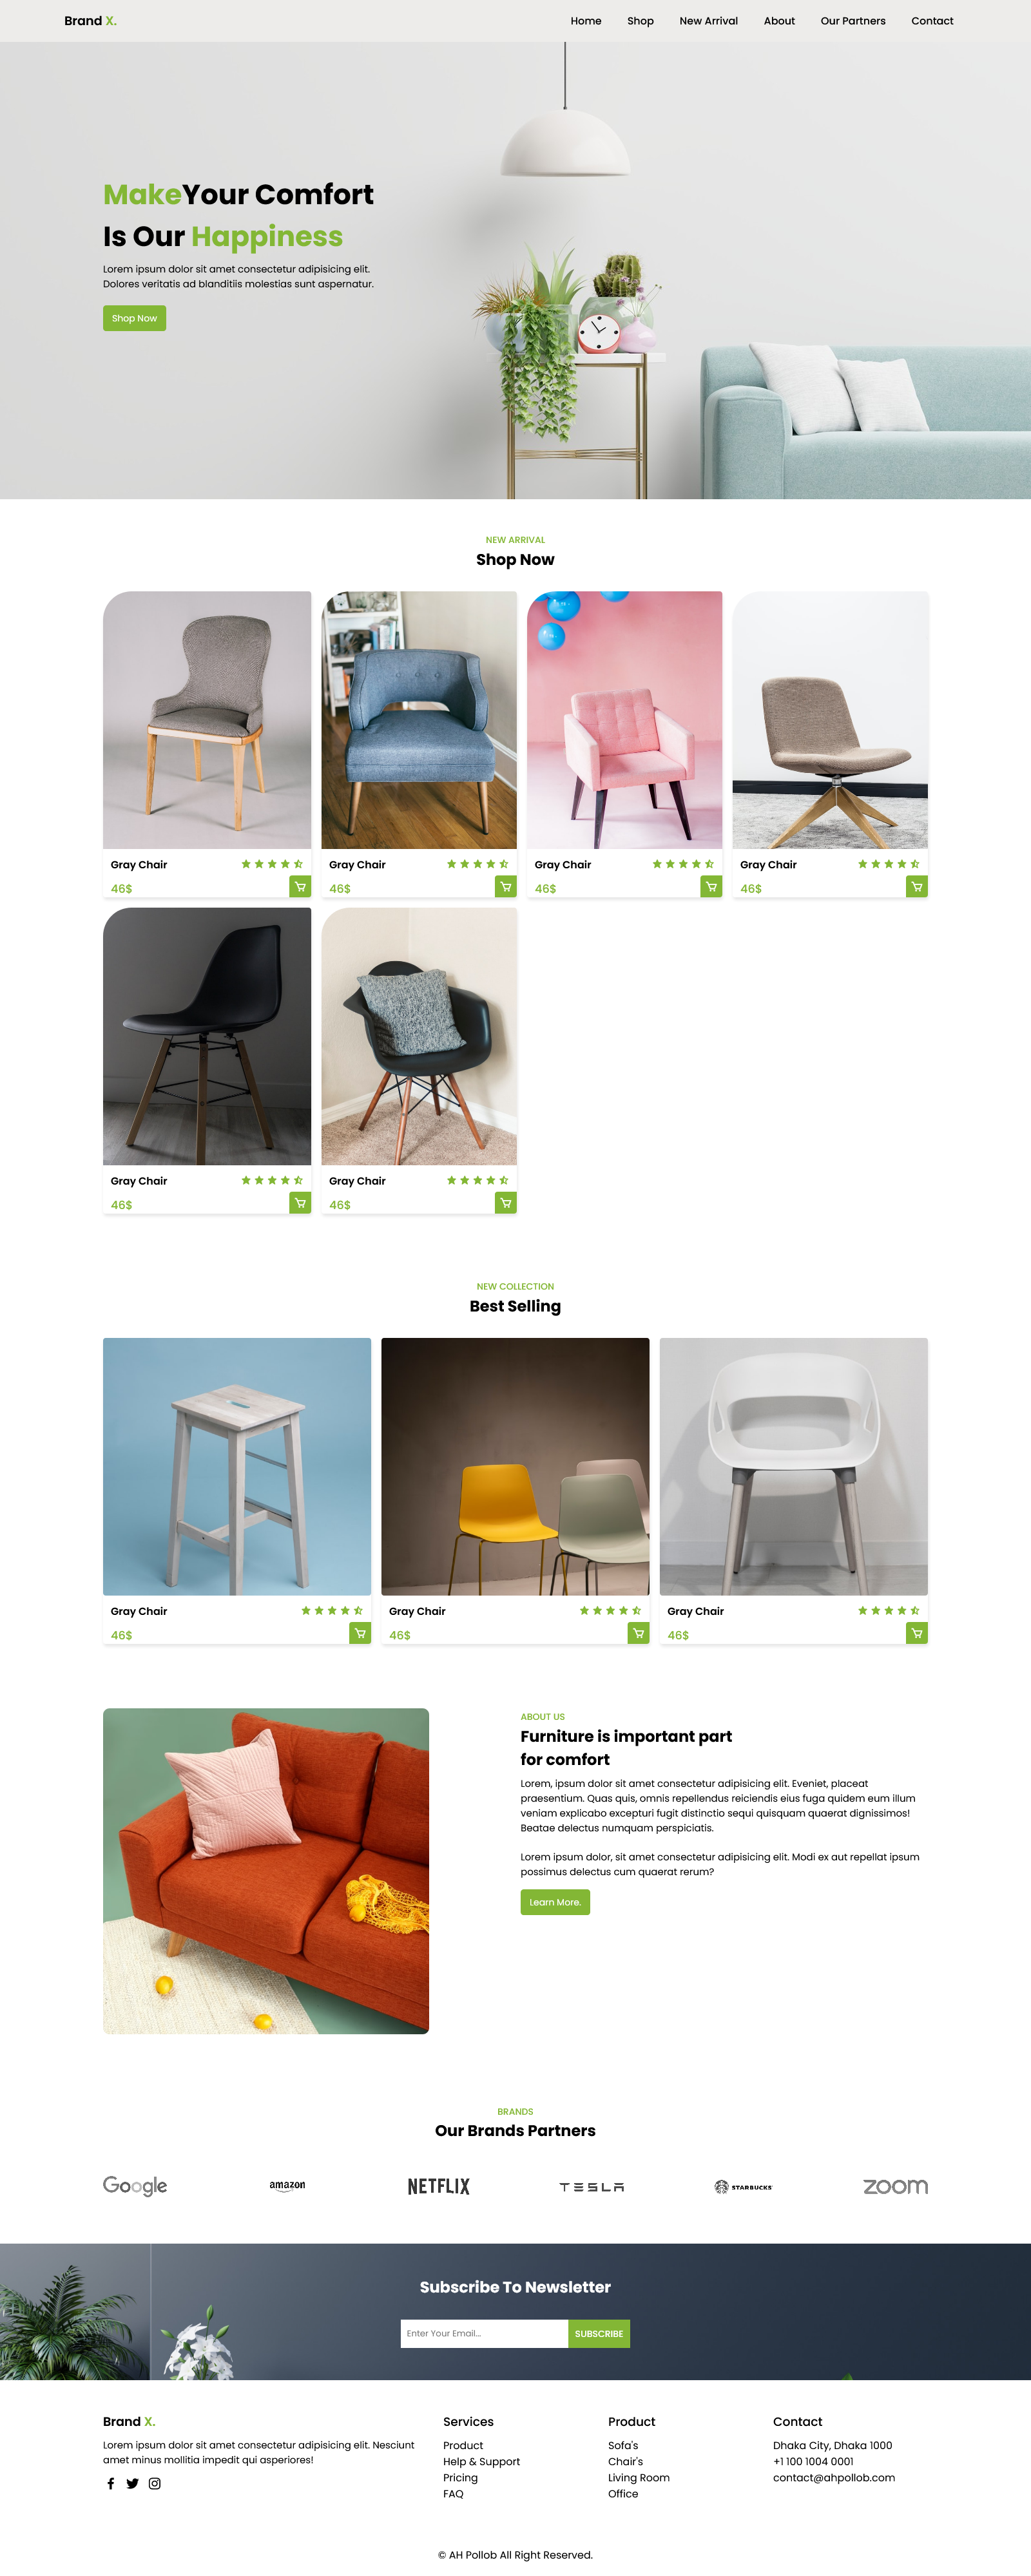 Brand X.
Home Shop New Arrival About Our Partners Contact
MakeYour Comfort
Is Our Happiness
Lorem ipsum dolor sit amet consectetur adipisicing elit.
Dolores veritatis ad blanditiis molestias sunt aspernatur.
Shop Now
NEW ARRIVAL
Shop Now
Gray Chair
46$
Gray Chair
46$
Gray Chair
46$
Gray Chair
46$
Gray Chair
46$
Gray Chair
46$
NEW COLLECTION
Best Selling
Gray Chair
46$
Gray Chair
46$
Gray Chair
46$
ABOUT US
Furniture is important part
for comfort
Lorem, ipsum dolor sit amet consectetur adipisicing elit. Eveniet, placeat
praesentium. Quas quis, omnis repellendus reiciendis eius fuga quidem eum illum
veniam explicabo excepturi fugit distinctio sequi quisquam quaerat dignissimos!
Beatae delectus numquam perspiciatis.
Lorem ipsum dolor, sit amet consectetur adipisicing elit. Modi ex aut repellat ipsum
possimus delectus cum quaerat rerum?
Learn More.
BRANDS
Our Brands Partners
Google
amazon
NETFLIX
TESLA
STARBUCKS
zoom
Subscribe To Newsletter
Enter Your Email...
SUBSCRIBE
Brand X.
Lorem ipsum dolor sit amet consectetur adipisicing elit. Nesciunt
amet minus mollitia impedit qui asperiores!
Services
Product
Help & Support
Pricing
FAQ
Product
Sofa's
Chair's
Living Room
Office
Contact
Dhaka City, Dhaka 1000
+1 100 1004 0001
contact@ahpollob.com
© AH Pollob All Right Reserved.